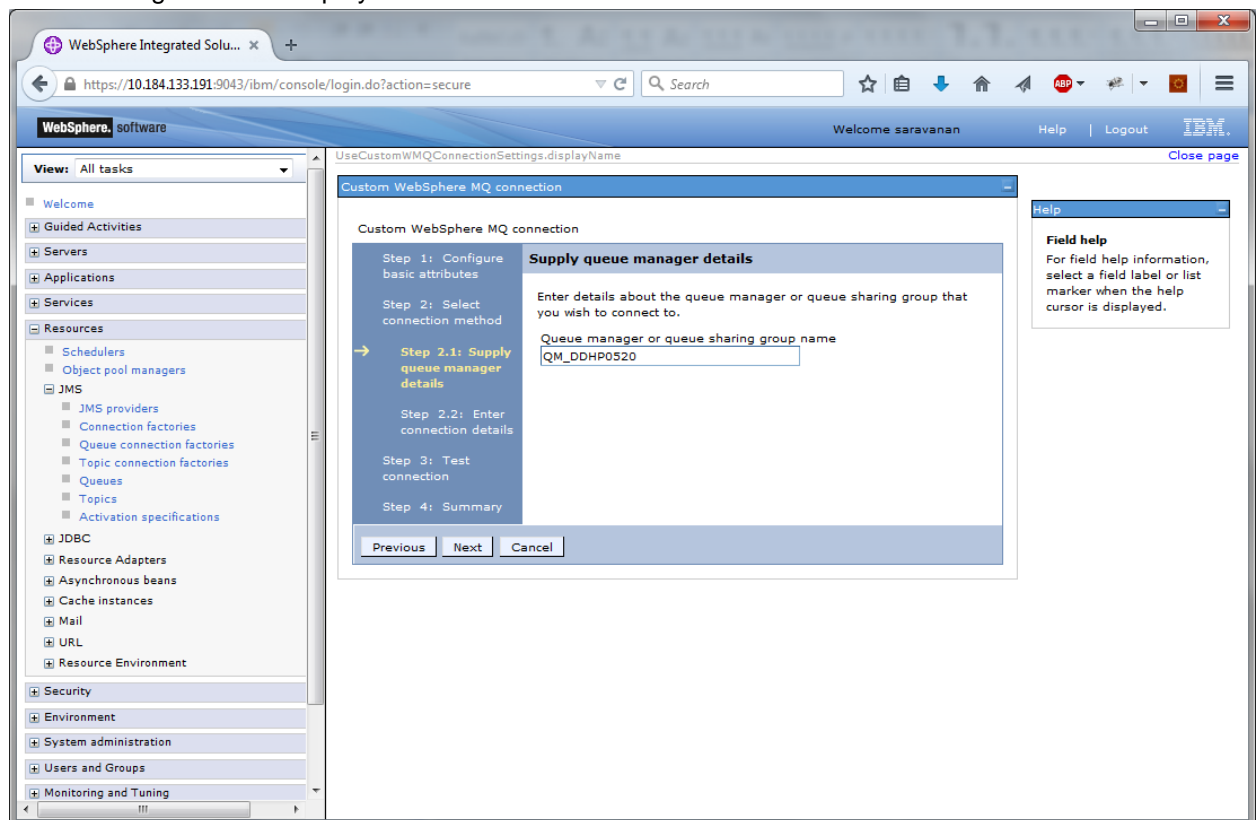 WebSphere Integrated Solu...
https://10.184.133.191:9043/ibm/console/login.do?action=secure
Search
ABP
WebSphere. software
Welcome saravanan
Help | Logout
IBM.
View: All tasks
Welcome
Guided Activities
Servers
Applications
Services
Resources
Schedulers
Object pool managers
JMS
JMS providers
Connection factories
Queue connection factories
Topic connection factories
Queues
Topics
Activation specifications
JDBC
Resource Adapters
Asynchronous beans
Cache instances
Mail
URL
Resource Environment
Security
Environment
System administration
Users and Groups
Monitoring and Tuning
UseCustomWMQConnectionSettings.displayName
Close page
Custom WebSphere MQ connection
Custom WebSphere MQ connection
Step 1: Configure
basic attributes
Step 2: Select
connection method
Step 2.1: Supply
queue manager
details
Step 2.2: Enter
connection details
Step 3: Test
connection
Step 4: Summary
Supply queue manager details
Enter details about the queue manager or queue sharing group that
you wish to connect to.
Queue manager or queue sharing group name
QM_DDHP0520
Previous
Next
Cancel
Help
Field help
For field help information,
select a field label or list
marker when the help
cursor is displayed.